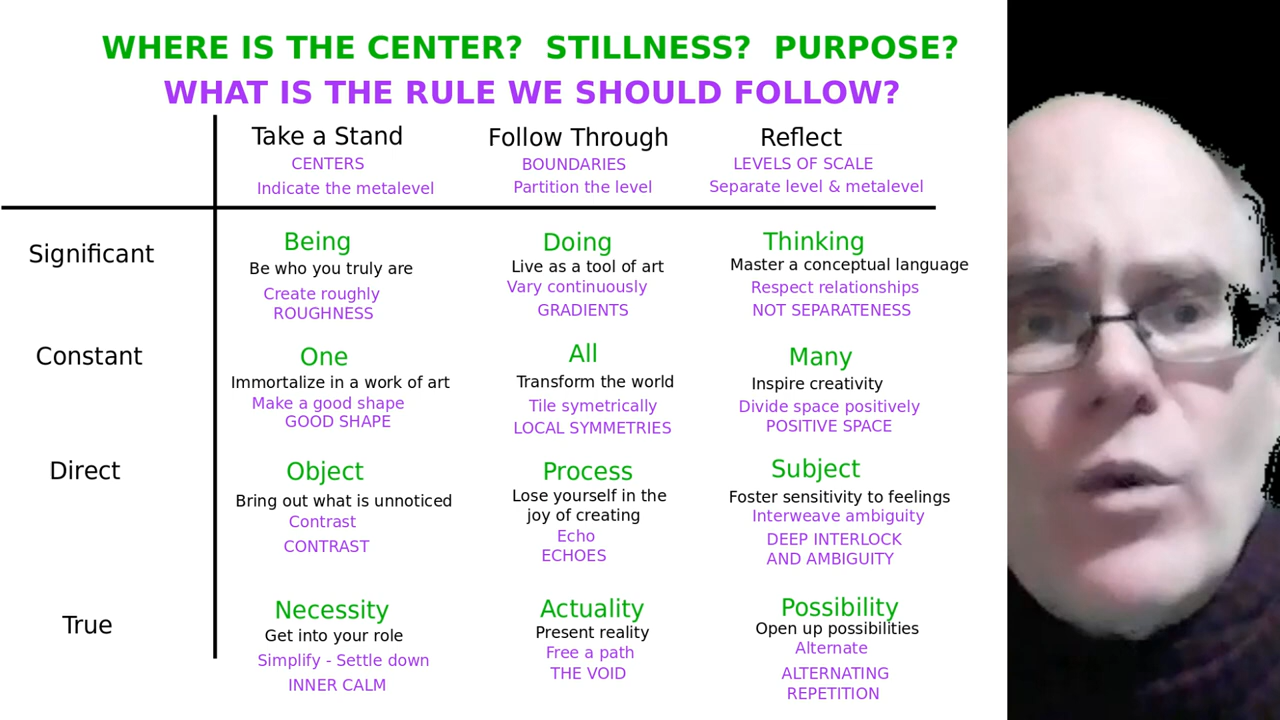 WHERE IS THE CENTER? STILLNESS? PURPOSE?
WHAT IS THE RULE WE SHOULD FOLLOW?
Take a Stand Follow Through Reflect
CENTERS BOUNDARIES LEVELS OF SCALE
Indicate the metalevel Partition the level Separate level & metalevel
Significant
Being Doing Thinking
Be who you truly are Live as a tool of art Master a conceptual language
Create roughly Vary continuously Respect relationships
ROUGHNESS GRADIENTS NOT SEPARATENESS
Constant
One All Many
Immortalize in a work of art Transform the world Inspire creativity
Make a good shape Tile symetrically Divide space positively
GOOD SHAPE LOCAL SYMMETRIES POSITIVE SPACE
Direct
Object Process Subject
Bring out what is unnoticed Lose yourself in the Foster sensitivity to feelings
joy of creating
Contrast Echo Interweave ambiguity
CONTRAST ECHOES DEEP INTERLOCK
AND AMBIGUITY
True
Necessity Actuality Possibility
Get into your role Present reality Open up possibilities
Simplify - Settle down Free a path Alternate
INNER CALM THE VOID ALTERNATING
REPETITION